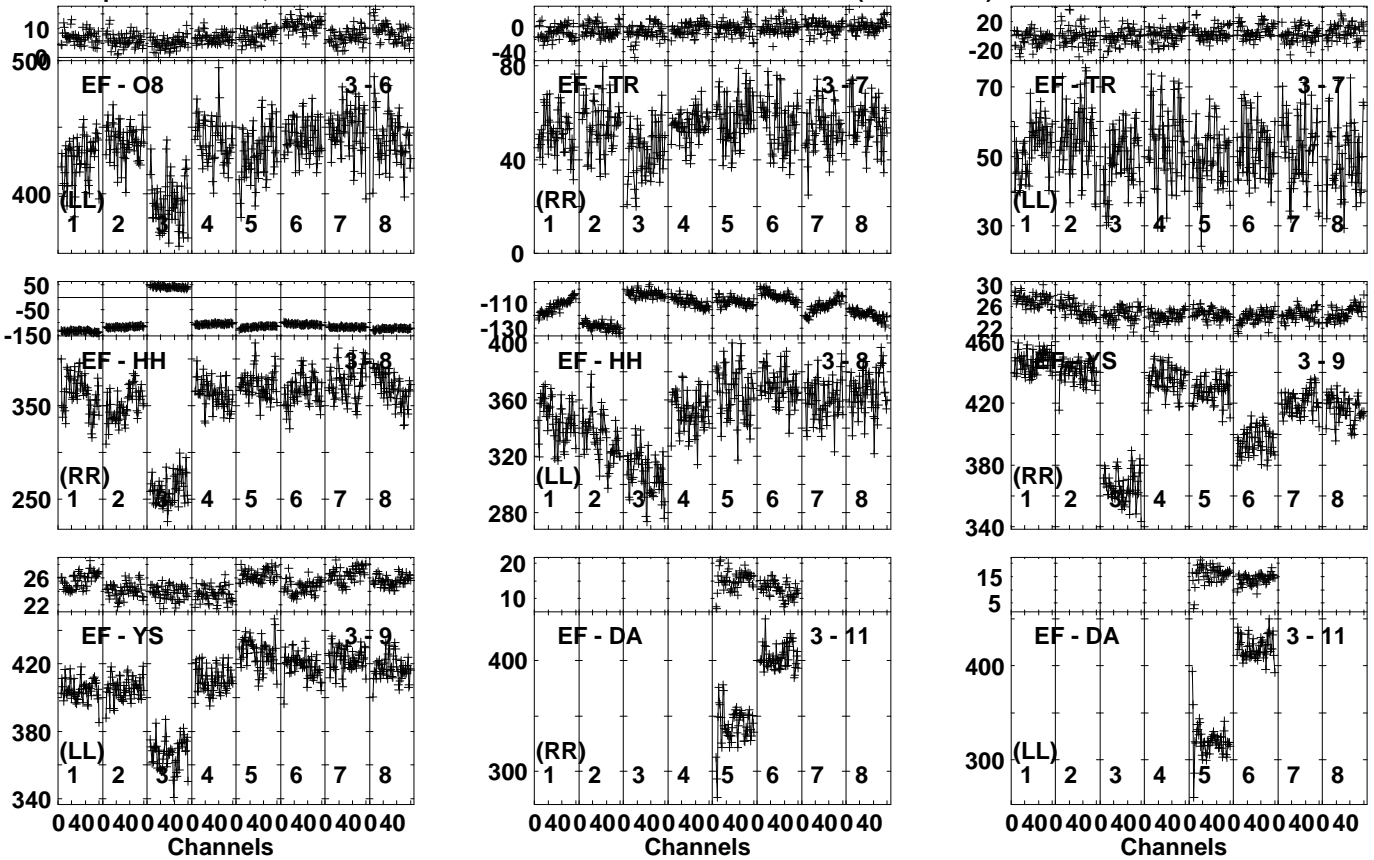 10
0
500
EF - O8 3 - 6
400
(LL)
1 2 3 4 5 6 7 8
0
-40
80
EF - TR 3 - 7
40
(RR)
1 2 3 4 5 6 7 8
0
20
-20
70
EF - TR 3 - 7
50
(LL)
1 2 3 4 5 6 7 8
30
50
-50
-150
EF - HH 3 - 8
350
(RR)
250
1 2 3 4 5 6 7 8
-110
-130
400
EF - HH 3 - 8
360
320
(LL)
1 2 3 4 5 6 7 8
280
30
26
22
460
EF - YS 3 - 9
420
380
(RR)
1 2 3 4 5 6 7 8
340
26
22
EF - YS 3 - 9
420
380
(LL)
1 2 3 4 5 6 7 8
340
0 40 0 40 0 40 0 40 0 40 0 40 0 40 0 40
Channels
20
10
EF - DA 3 - 11
400
(RR)
300
1 2 3 4 5 6 7 8
0 40 0 40 0 40 0 40 0 40 0 40 0 40 0 40
Channels
15
5
EF - DA 3 - 11
400
(LL)
300
1 2 3 4 5 6 7 8
0 40 0 40 0 40 0 40 0 40 0 40 0 40 0 40
Channels